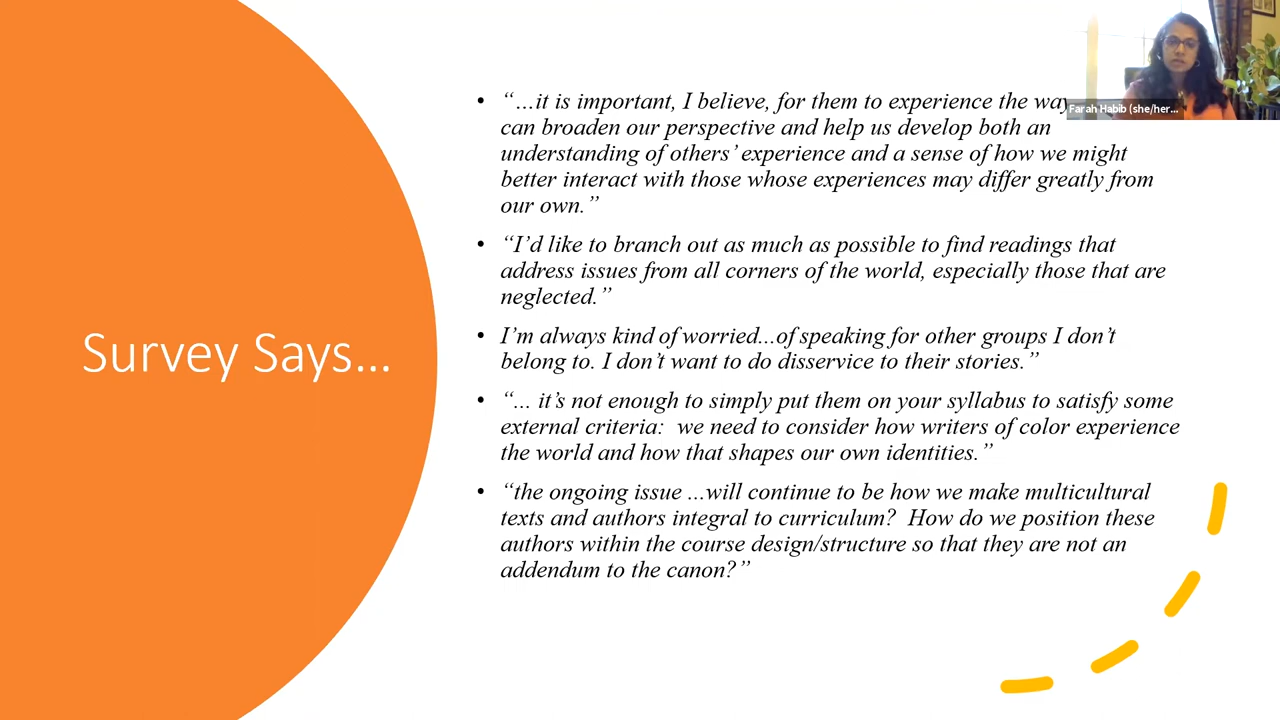 Survey Says...
• “…it is important, I believe, for them to experience the way
can broaden our perspective and help us develop both an
understanding of others’ experience and a sense of how we might
better interact with those whose experiences may differ greatly from
our own.”
• “I’d like to branch out as much as possible to find readings that
address issues from all corners of the world, especially those that are
neglected.”
• I’m always kind of worried...of speaking for other groups I don’t
belong to. I don’t want to do disservice to their stories.”
• “... it’s not enough to simply put them on your syllabus to satisfy some
external criteria:  we need to consider how writers of color experience
the world and how that shapes our own identities.”
• “the ongoing issue ...will continue to be how we make multicultural
texts and authors integral to curriculum?  How do we position these
authors within the course design/structure so that they are not an
addendum to the canon?”
Farah Habib (she/her...